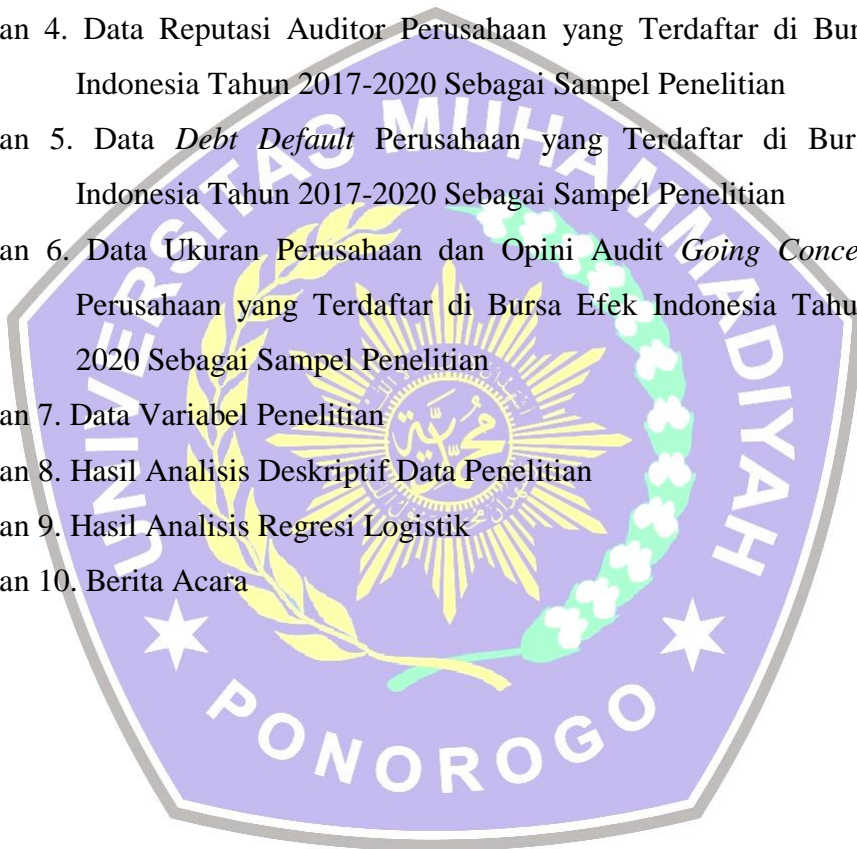 an 4. Data Reputasi Auditor Perusahaan yang Terdaftar di Bur
Indonesia Tahun 2017-2020 Sebagai Sampel Penelitian
an 5. Data Debt Default Perusahaan yang Terdaftar di Bur
Indonesia Tahun 2017-2020 Sebagai Sampel Penelitian
an 6. Data Ukuran Perusahaan dan Opini Audit Going Conce
Perusahaan yang Terdaftar di Bursa Efek Indonesia Tahu
2020 Sebagai Sampel Penelitian
an 7. Data Variabel Penelitian
an 8. Hasil Analisis Deskriptif Data Penelitian
an 9. Hasil Analisis Regresi Logistik
an 10. Berita Acara
UNIVERSITAS MUHAMMADIYAH
PONOROGO